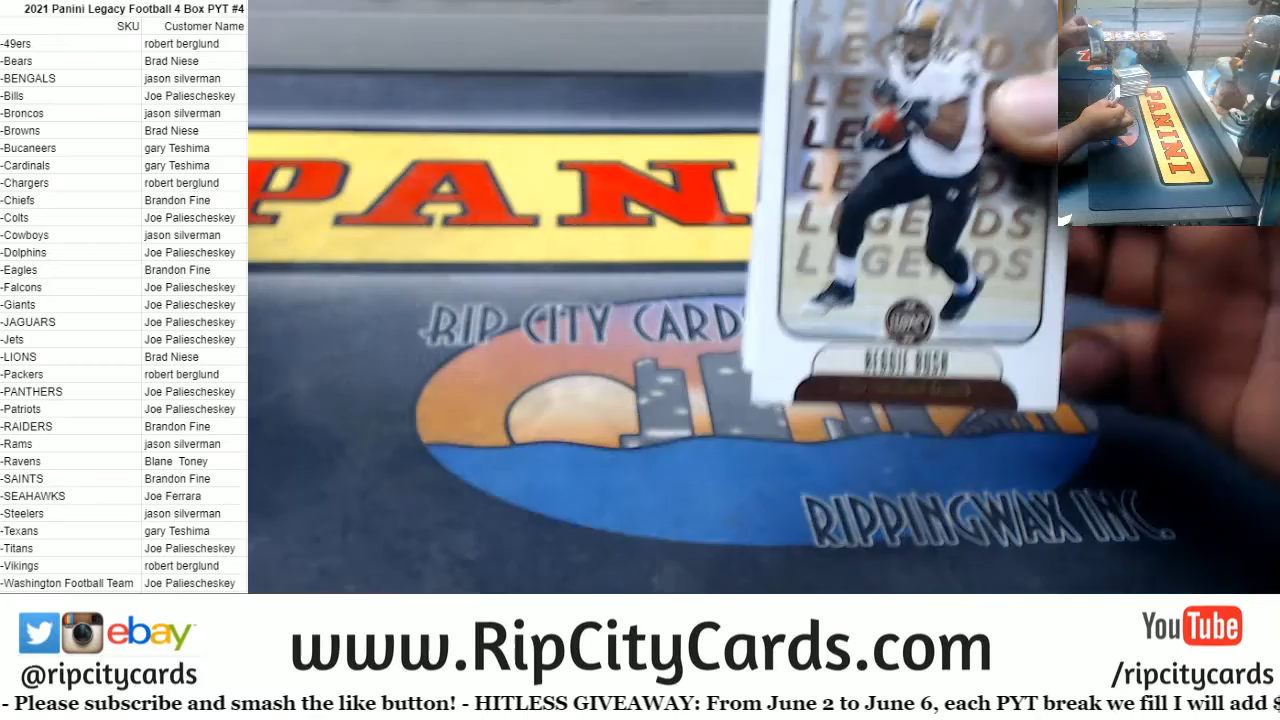 2021 Panini Legacy Football 4 Box PYT #4
SKU Customer Name
-49ers robert berglund
-Bears Brad Niese
-BENGALS jason silverman
-Bills Joe Paliescheskey
-Broncos jason silverman
-Browns Brad Niese
-Bucaneers gary Teshima
-Cardinals gary Teshima
-Chargers robert berglund
-Chiefs Brandon Fine
-Colts Joe Paliescheskey
-Cowboys jason silverman
-Dolphins Joe Paliescheskey
-Eagles Brandon Fine
-Falcons Joe Paliescheskey
-Giants Joe Paliescheskey
-JAGUARS Joe Paliescheskey
-Jets Joe Paliescheskey
-LIONS Brad Niese
-Packers robert berglund
-PANTHERS Joe Paliescheskey
-Patriots Joe Paliescheskey
-RAIDERS Brandon Fine
-Rams jason silverman
-Ravens Blane Toney
-SAINTS Brandon Fine
-SEAHAWKS Joe Ferrara
-Steelers jason silverman
-Texans gary Teshima
-Titans Joe Paliescheskey
-Vikings robert berglund
-Washington Football Team Joe Paliescheskey
PANI
RIP CITY CARDS
RIPPINGWAX INC.
LEGENDS
LEGENDS
LEGENDS
REGGIE BUSH
PANINI
ebay
@ripcitycards
www.RipCityCards.com
YouTube
/ripcitycards
- Please subscribe and smash the like button! - HITLESS GIVEAWAY: From June 2 to June 6, each PYT break we fill I will add